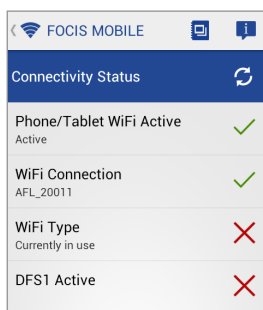 FOCIS MOBILE
Connectivity Status
Phone/Tablet WiFi Active
Active
WiFi Connection
AFL_20011
WiFi Type
Currently in use
DFS1 Active